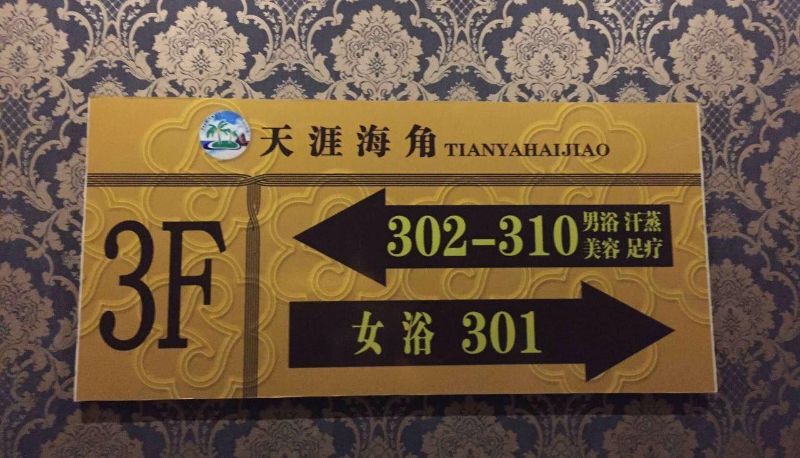 天涯海角 TIANYAHAIJIAO
3F
302-310 男浴 汗蒸
美容 足疗
女浴 301